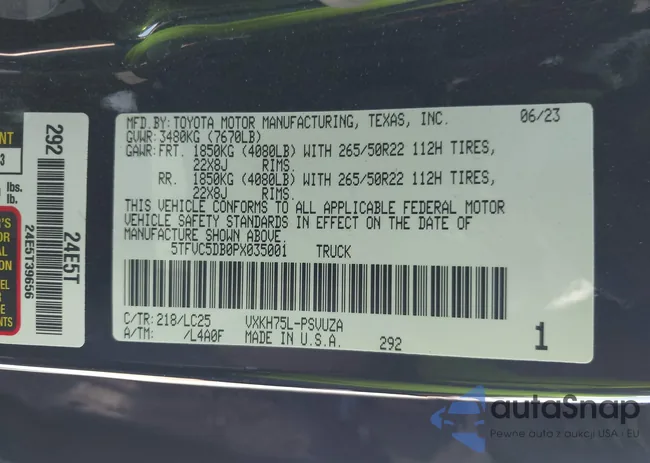 MFD.BY: TOYOTA MOTOR MANUFACTURING, TEXAS, INC. 06/23
GVWR: 3480KG (7670LB)
GAWR: FRT. 1850KG (4080LB) WITH 265/50R22 112H TIRES,
22X8J RIMS.
RR. 1850KG (4080LB) WITH 265/50R22 112H TIRES,
22X8J RIMS.
THIS VEHICLE CONFORMS TO ALL APPLICABLE FEDERAL MOTOR
VEHICLE SAFETY STANDARDS IN EFFECT ON THE DATE OF
MANUFACTURE SHOWN ABOVE.
5TFVC5DB0PX035001 TRUCK
C/TR: 218/LC25 VXKH75L-PSVUZA
A/TM: /L4A0F MADE IN U.S.A. 292 1
292
24E5T
24E5T39656
lbs.
lb.
autaSnap
Pewne auta z aukcji USA - EU